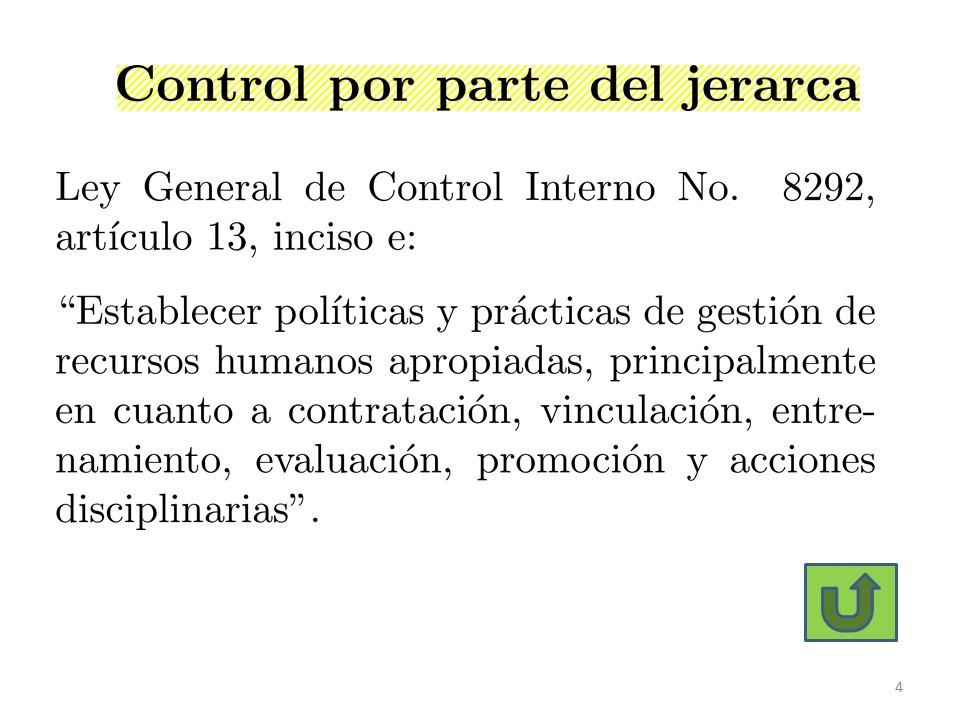 Control por parte del jerarca
Ley General de Control Interno No. 8292,
artículo 13, inciso e:
“Establecer políticas y prácticas de gestión de
recursos humanos apropiadas, principalmente
en cuanto a contratación, vinculación, entre-
namiento, evaluación, promoción y acciones
disciplinarias”.
4